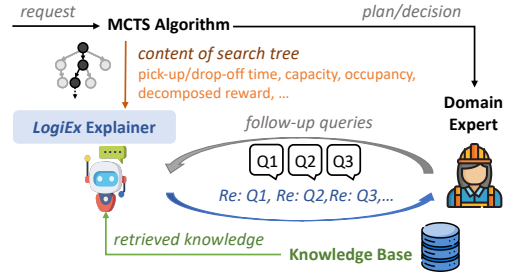 request
MCTS Algorithm
plan/decision
content of search tree
pick-up/drop-off time, capacity, occupancy,
decomposed reward, ...
LogiEx Explainer
Domain
Expert
follow-up queries
Q1 Q2 Q3
Re: Q1, Re: Q2,Re: Q3,...
retrieved knowledge
Knowledge Base